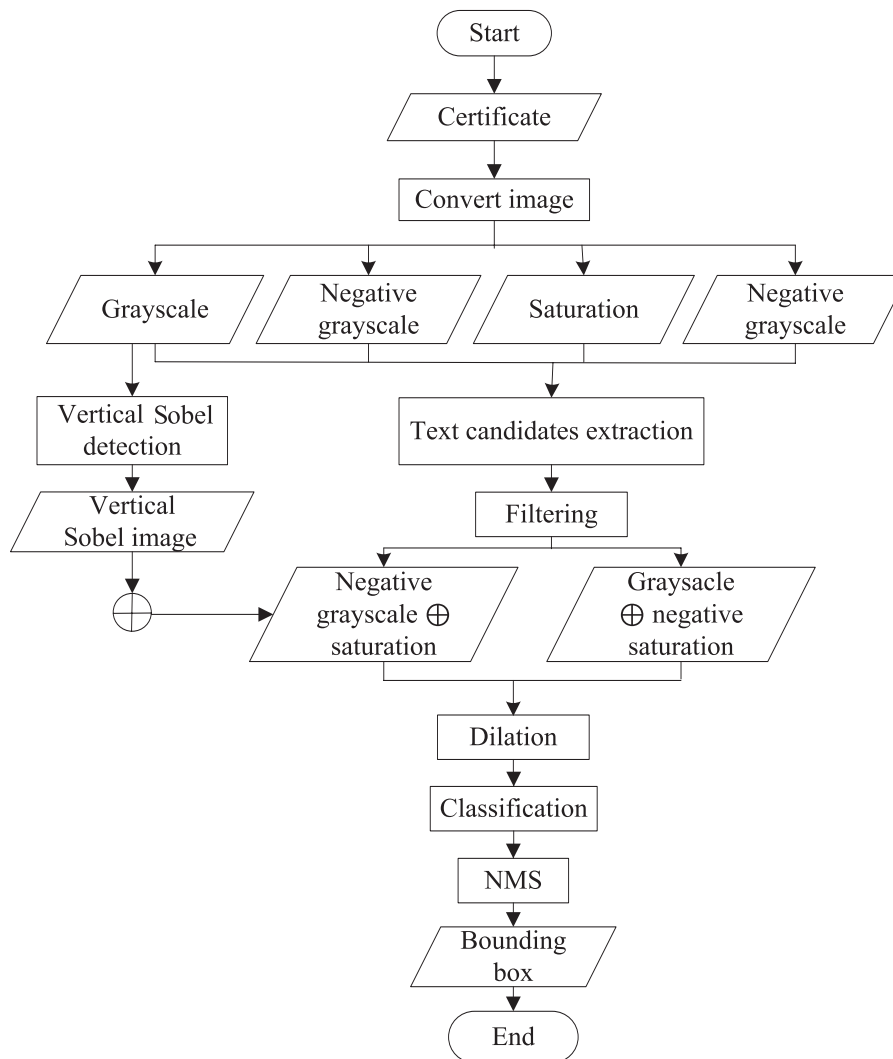 Start
Certificate
Convert image
Grayscale
Negative
grayscale
Saturation
Negative
grayscale
Vertical Sobel
detection
Text candidates extraction
Vertical
Sobel image
Filtering
Negative
grayscale ⊕
saturation
Graysacle
⊕ negative
saturation
Dilation
Classification
NMS
Bounding
box
End